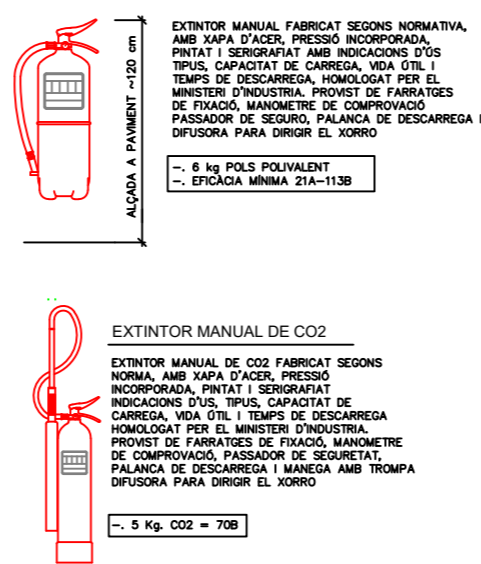 EXTINTOR MANUAL FABRICAT SEGONS NORMATIVA,
AMB XAPA D'ACER, PRESSIÓ INCORPORADA,
PINTAT I SERIGRAFIAT AMB INDICACIONS D'ÚS
TIPUS, CAPACITAT DE CARREGA, VIDA ÚTIL I
TEMPS DE DESCARREGA, HOMOLOGAT PER EL
MINISTERI D'INDUSTRIA. PROVIST DE FARRATGES
DE FIXACIÓ, MANOMETRE DE COMPROVACIÓ
PASSADOR DE SEGURO, PALANCA DE DESCARREGA I
DIFUSORA PARA DIRIGIR EL XORRO
-. 6 kg POLS POLIVALENT
-. EFICÀCIA MÍNIMA 21A-113B
ALÇADA A PAVIMENT ~120 cm
EXTINTOR MANUAL DE CO2
EXTINTOR MANUAL DE CO2 FABRICAT SEGONS
NORMA, AMB XAPA D'ACER, PRESSIÓ
INCORPORADA, PINTAT I SERIGRAFIAT
INDICACIONS D'US, TIPUS, CAPACITAT DE
CARREGA, VIDA ÚTIL I TEMPS DE DESCARREGA
HOMOLOGAT PER EL MINISTERI D'INDUSTRIA.
PROVIST DE FARRATGES DE FIXACIÓ, MANOMETRE
DE COMPROVACIÓ, PASSADOR DE SEGURETAT,
PALANCA DE DESCARREGA I MANEGA AMB TROMPA
DIFUSORA PARA DIRIGIR EL XORRO
-. 5 Kg. CO2 = 70B